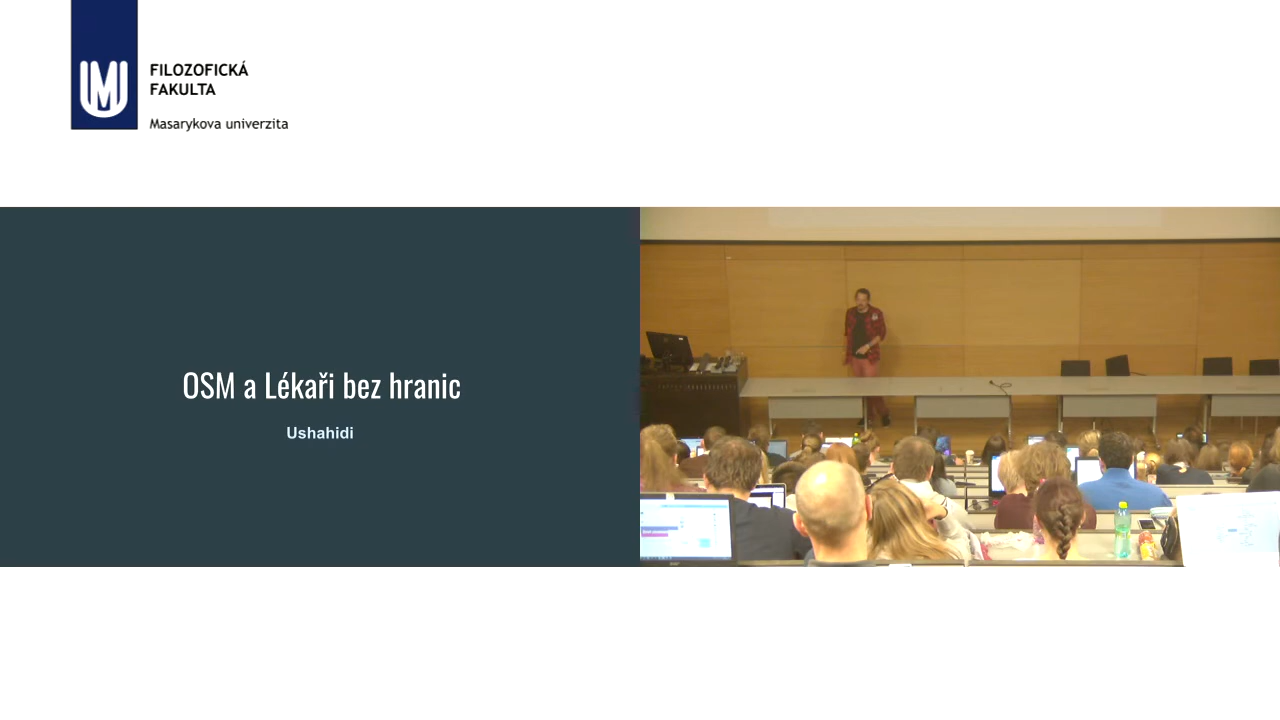 FILOZOFICKÁ
FAKULTA
Masarykova univerzita
OSM a Lékaři bez hranic
Ushahidi